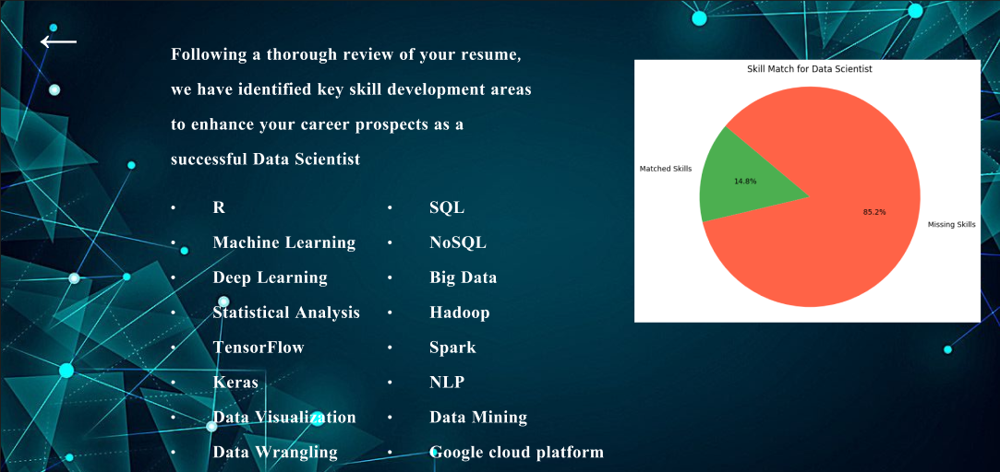 Following a thorough review of your resume,
we have identified key skill development areas
to enhance your career prospects as a
successful Data Scientist
• R
• Machine Learning
• Deep Learning
• Statistical Analysis
• TensorFlow
• Keras
• Data Visualization
• Data Wrangling
• SQL
• NoSQL
• Big Data
• Hadoop
• Spark
• NLP
• Data Mining
• Google cloud platform
Skill Match for Data Scientist
Matched Skills
14.8%
85.2%
Missing Skills